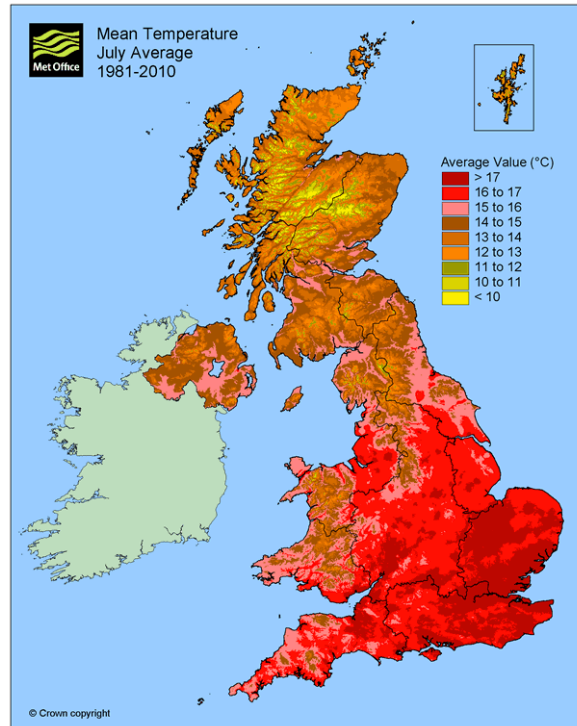 Met Office
Mean Temperature
July Average
1981-2010
Average Value (°C)
> 17
16 to 17
15 to 16
14 to 15
13 to 14
12 to 13
11 to 12
10 to 11
< 10
© Crown copyright